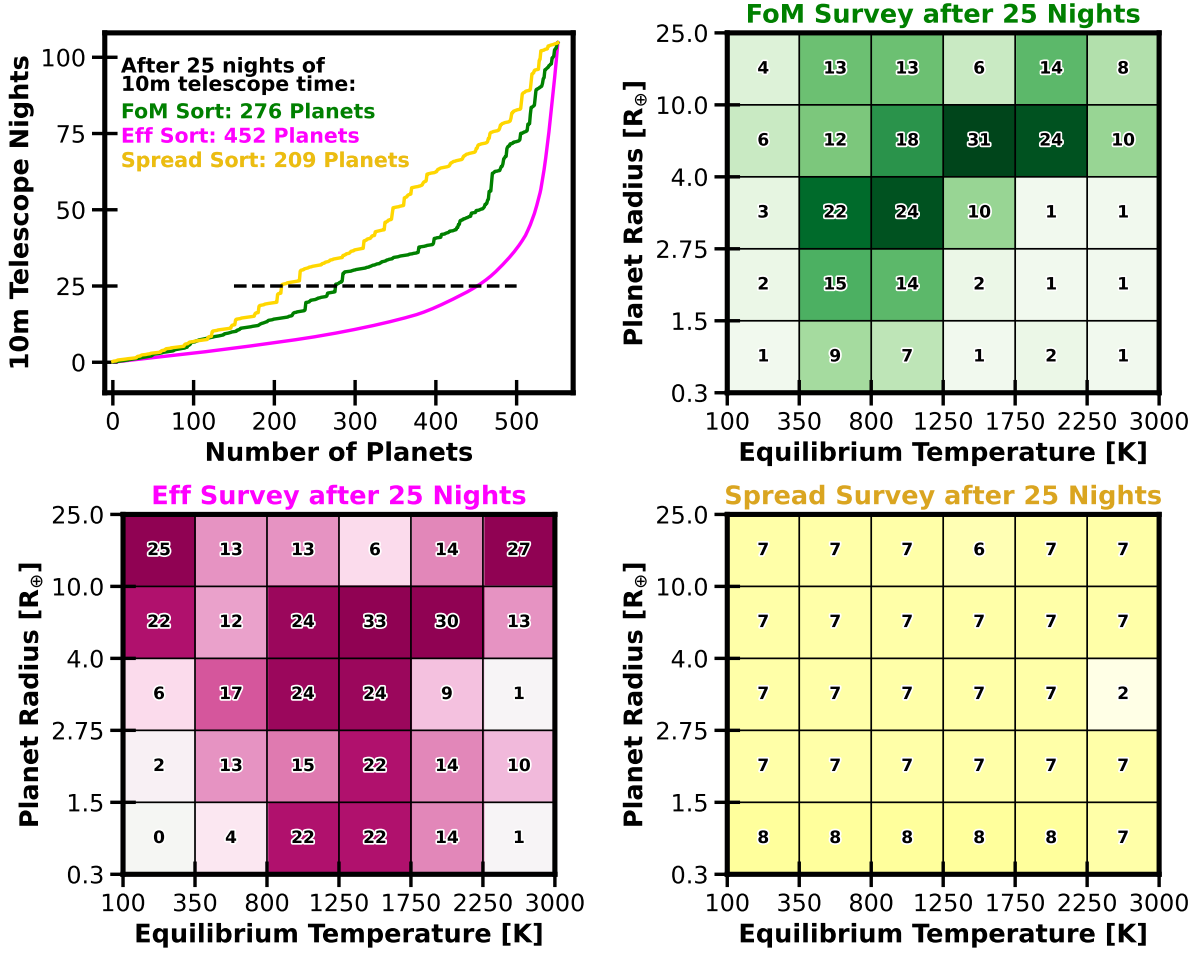 After 25 nights of
10m telescope time:
FoM Sort: 276 Planets
Eff Sort: 452 Planets
Spread Sort: 209 Planets
10m Telescope Nights
100
75
50
25
0
0 100 200 300 400 500
Number of Planets
FoM Survey after 25 Nights
Planet Radius [R⊕]
25.0
4 13 13 6 14 8
10.0
6 12 18 31 24 10
4.0
3 22 24 10 1 1
2.75
2 15 14 2 1 1
1.5
1 9 7 1 2 1
0.3
100 350 800 1250 1750 2250 3000
Equilibrium Temperature [K]
Eff Survey after 25 Nights
Planet Radius [R⊕]
25.0
25 13 13 6 14 27
10.0
22 12 24 33 30 13
4.0
6 17 24 24 9 1
2.75
2 13 15 22 14 10
1.5
0 4 22 22 14 1
0.3
100 350 800 1250 1750 2250 3000
Equilibrium Temperature [K]
Spread Survey after 25 Nights
Planet Radius [R⊕]
25.0
7 7 7 6 7 7
10.0
7 7 7 7 7 7
4.0
7 7 7 7 7 2
2.75
7 7 7 7 7 7
1.5
8 8 8 8 8 7
0.3
100 350 800 1250 1750 2250 3000
Equilibrium Temperature [K]